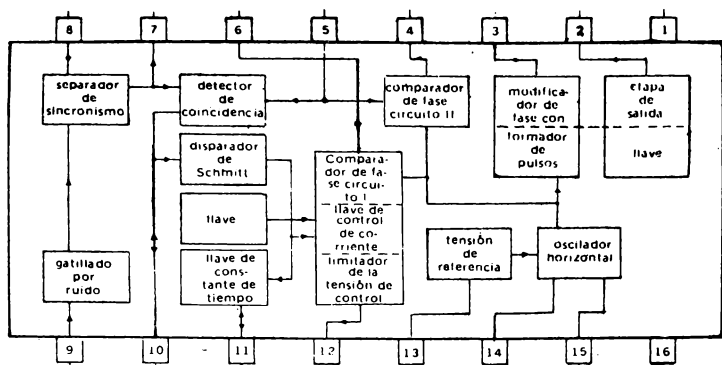 8 7 6 5 4 3 2 1
separador
de
sincronismo
detector
de
coincidencia
comparador
de fase
circuito II
modifica-
dor de
fase con
formador
de
pulsos
etapa
de
salida
llave
disparador
de
Schmitt
llave
llave de
cons-
tante de
tiempo
Compara-
dor de fa-
se circui-
to I
llave de
control
de co-
rriente
limitador
de la
tensión de
control
tensión
de
referencia
oscilador
horizontal
gatillado
por
ruido
9 10 11 12 13 14 15 16